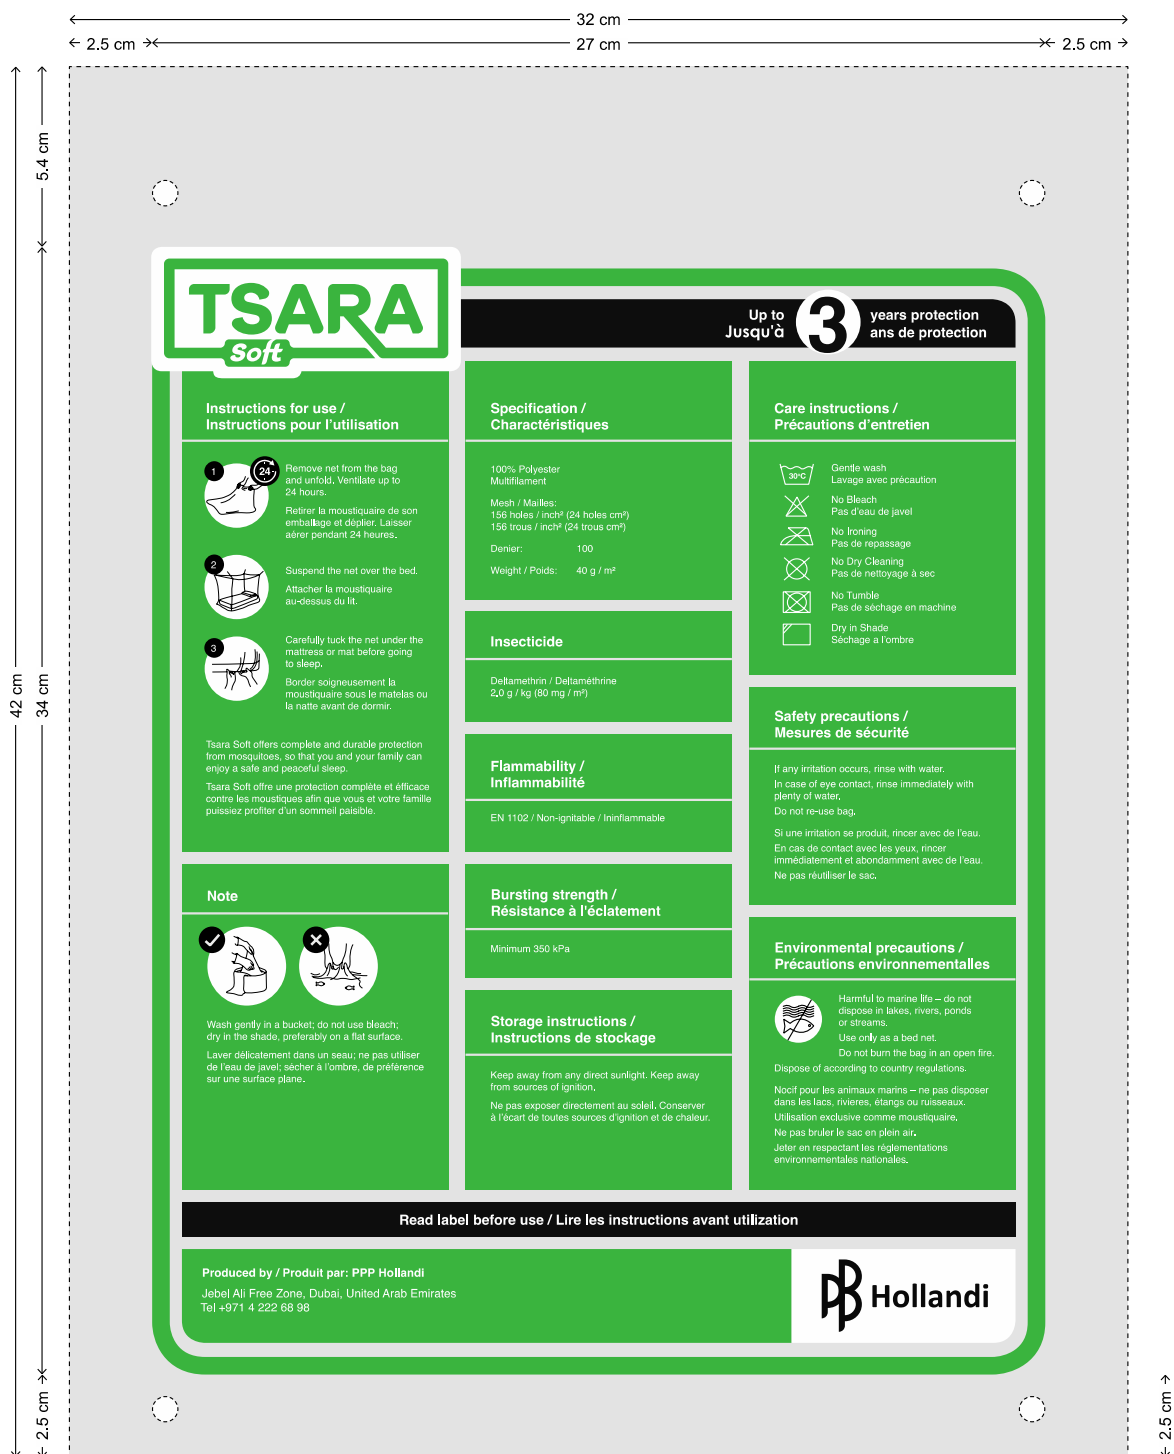 32 cm
2.5 cm
27 cm
2.5 cm
5.4 cm
42 cm
34 cm
2.5 cm
2.5 cm
TSARA
Soft
Up to
Jusqu'à
3
years protection
ans de protection
Instructions for use /
Instructions pour l'utilisation
1
24
Remove net from the bag
and unfold. Ventilate up to
24 hours.
Retirer la moustiquaire de son
emballage et déplier. Laisser
aérer pendant 24 heures.
2
Suspend the net over the bed.
Attacher la moustiquaire
au-dessus du lit.
3
Carefully tuck the net under the
mattress or mat before going
to sleep.
Border soigneusement la
moustiquaire sous le matelas ou
la natte avant de dormir.
Tsara Soft offers complete and durable protection
from mosquitoes, so that you and your family can
enjoy a safe and peaceful sleep.
Tsara Soft offre une protection complète et éfficace
contre les moustiques afin que vous et votre famille
puissiez profiter d'un sommeil paisible.
Note
Wash gently in a bucket; do not use bleach;
dry in the shade, preferably on a flat surface.
Laver délicatement dans un seau; ne pas utiliser
de l'eau de javel; sécher à l'ombre, de préférence
sur une surface plane.
Specification /
Charactéristiques
100% Polyester
Multifilament
Mesh / Mailles:
156 holes / inch² (24 holes cm²)
156 trous / inch² (24 trous cm²)
Denier: 100
Weight / Poids: 40 g / m²
Insecticide
Deltamethrin / Deltaméthrine
2.0 g / kg (80 mg / m²)
Flammability /
Inflammabilité
EN 1102 / Non-ignitable / Ininflammable
Bursting strength /
Résistance à l'éclatement
Minimum 350 kPa
Storage instructions /
Instructions de stockage
Keep away from any direct sunlight. Keep away
from sources of ignition.
Ne pas exposer directement au soleil. Conserver
à l'écart de toutes sources d'ignition et de chaleur.
Care instructions /
Précautions d'entretien
30°C
Gentle wash
Lavage avec précaution
No Bleach
Pas d'eau de javel
No Ironing
Pas de repassage
No Dry Cleaning
Pas de nettoyage à sec
No Tumble
Pas de séchage en machine
Dry in Shade
Séchage a l'ombre
Safety precautions /
Mesures de sécurité
If any irritation occurs, rinse with water.
In case of eye contact, rinse immediately with
plenty of water.
Do not re-use bag.
Si une irritation se produit, rincer avec de l'eau.
En cas de contact avec les yeux, rincer
immédiatement et abondamment avec de l'eau.
Ne pas réutiliser le sac.
Environmental precautions /
Précautions environnementalles
Harmful to marine life – do not
dispose in lakes, rivers, ponds
or streams.
Use only as a bed net.
Do not burn the bag in an open fire.
Dispose of according to country regulations.
Nocif pour les animaux marins – ne pas disposer
dans les lacs, rivieres, étangs ou ruisseaux.
Utilisation exclusive comme moustiquaire.
Ne pas bruler le sac en plein air.
Jeter en respectant les réglementations
environnementales nationales.
Read label before use / Lire les instructions avant utilization
Produced by / Produit par: PPP Hollandi
Jebel Ali Free Zone, Dubai, United Arab Emirates
Tel +971 4 222 68 98
Hollandi